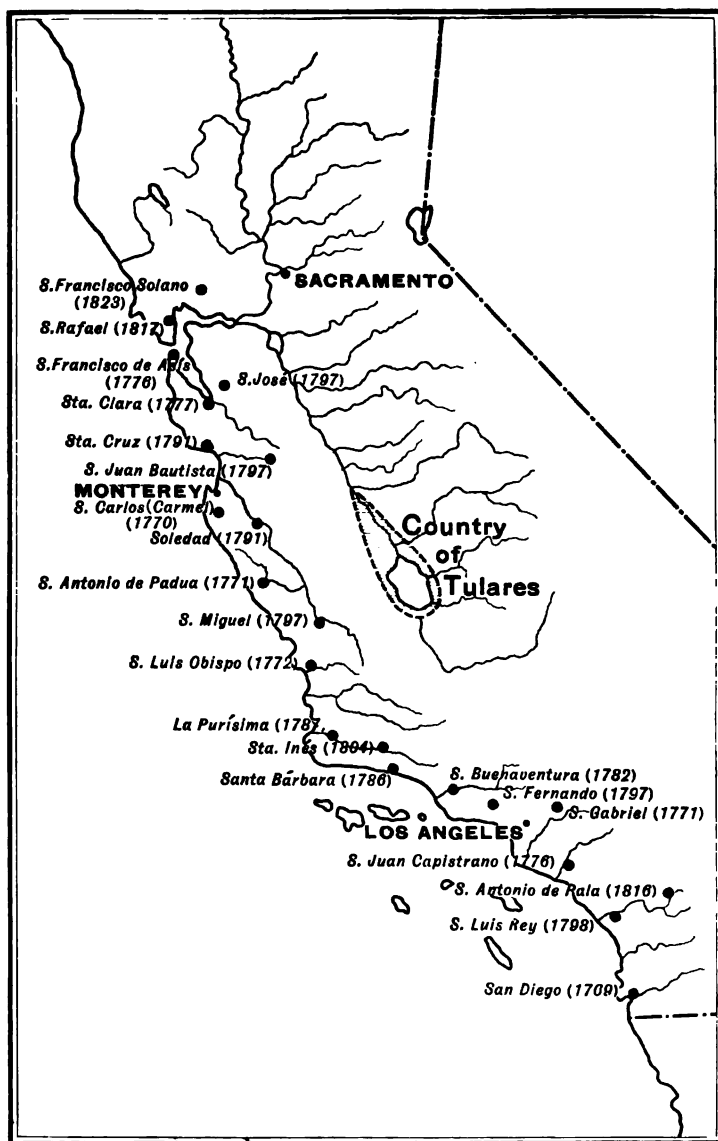 SACRAMENTO
S. Francisco Solano
(1823)
S. Rafael (1817)
S. Francisco de Asís
(1776)
S. José (1797)
Sta. Clara (1777)
Sta. Cruz (1791)
S. Juan Bautista (1797)
MONTEREY
S. Carlos (Carmel)
(1770)
Soledad (1791)
Country
of
Tulares
S. Antonio de Padua (1771)
S. Miguel (1797)
S. Luis Obispo (1772)
La Purísima (1787,
Sta. Inés (1804)
Santa Bárbara (1786)
S. Buenaventura (1782)
S. Fernando (1797)
S. Gabriel (1771)
LOS ANGELES
S. Juan Capistrano (1776)
S. Antonio de Pala (1816)
S. Luis Rey (1798)
San Diego (1769)